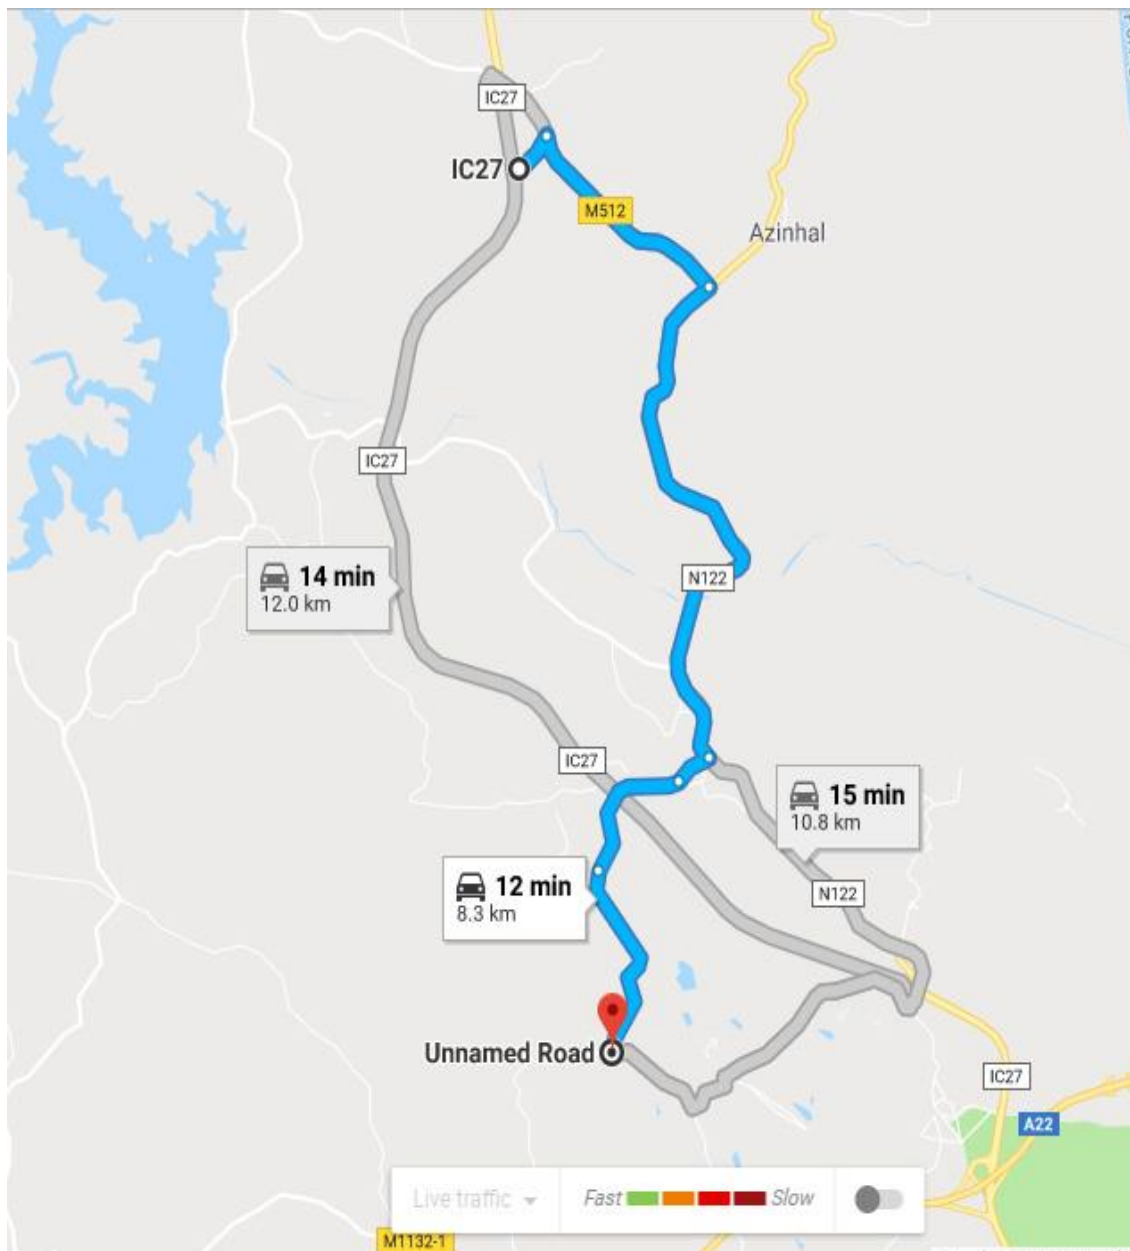 IC27
IC27
M512
Azinhal
IC27
14 min
12.0 km
N122
IC27
15 min
10.8 km
12 min
8.3 km
N122
Unnamed Road
IC27
A22
Live traffic
Fast
Slow
M1132-1